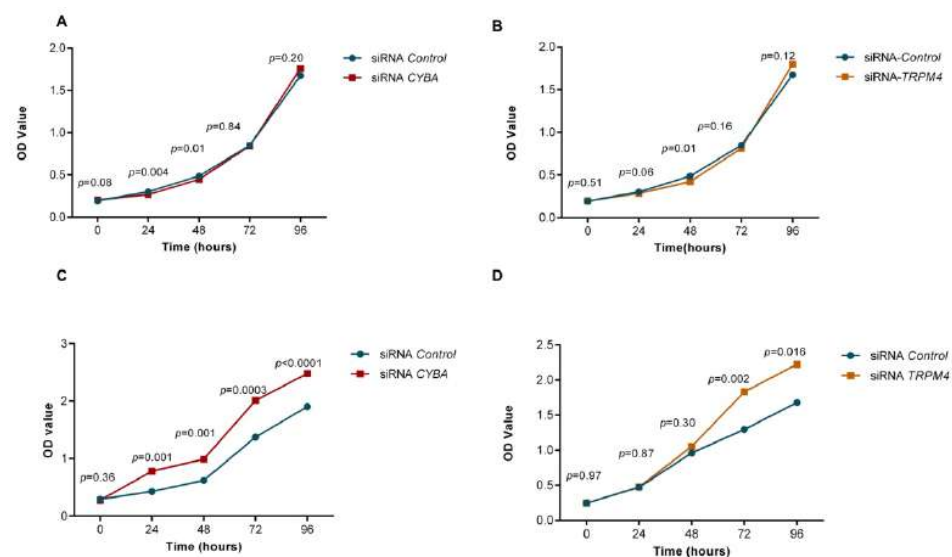 A
siRNA Control
siRNA CYBA
OD Value
2.0
1.5
1.0
0.5
0.0
p=0.08
p=0.004
p=0.01
p=0.84
p=0.20
0 24 48 72 96
Time (hours)
B
siRNA-Control
siRNA-TRPM4
OD Value
2.0
1.5
1.0
0.5
0.0
p=0.51
p=0.06
p=0.01
p=0.16
p=0.12
0 24 48 72 96
Time(hours)
C
siRNA Control
siRNA CYBA
OD value
3
2
1
0
p=0.36
p=0.001
p=0.001
p=0.0003
p<0.0001
0 24 48 72 96
Time (hours)
D
siRNA Control
siRNA TRPM4
OD Value
2.5
2.0
1.5
1.0
0.5
0.0
p=0.97
p=0.87
p=0.30
p=0.002
p=0.016
0 24 48 72 96
Time (hours)